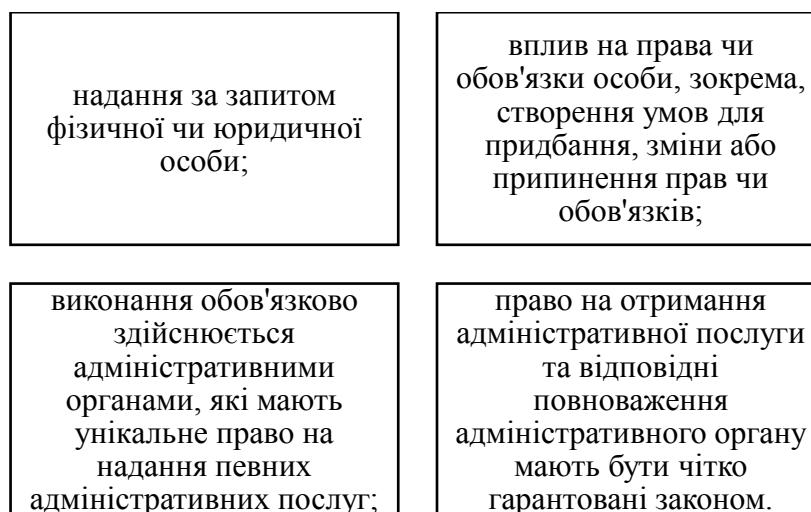 надання за запитом
фізичної чи юридичної
особи;
вплив на права чи
обов'язки особи, зокрема,
створення умов для
придбання, зміни або
припинення прав чи
обов'язків;
виконання обов'язково
здійснюється
адміністративними
органами, які мають
унікальне право на
надання певних
адміністративних послуг;
право на отримання
адміністративної послуги
та відповідні
повноваження
адміністративного органу
мають бути чітко
гарантовані законом.